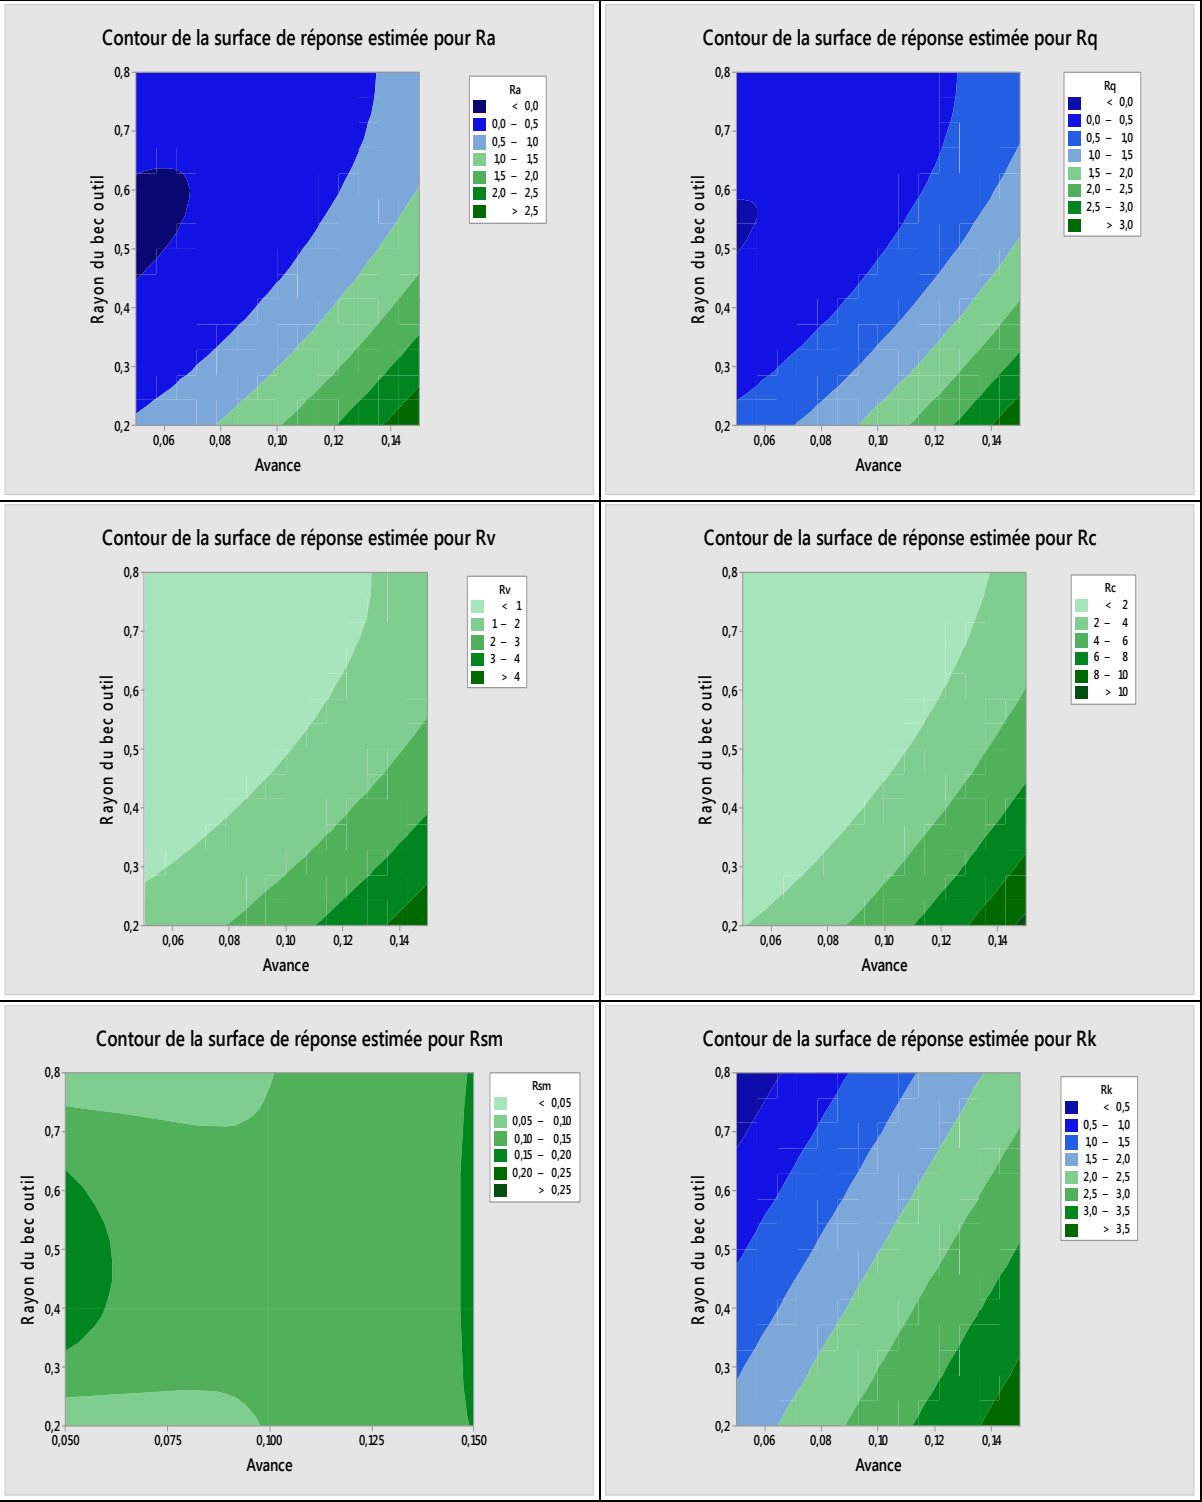 Contour de la surface de réponse estimée pour Ra
Rayon du bec outil
0,8
0,7
0,6
0,5
0,4
0,3
0,2
0,06 0,08 0,10 0,12 0,14
Avance
Ra
< 0,0
0,0 – 0,5
0,5 – 1,0
1,0 – 1,5
1,5 – 2,0
2,0 – 2,5
> 2,5
Contour de la surface de réponse estimée pour Rq
Rayon du bec outil
0,8
0,7
0,6
0,5
0,4
0,3
0,2
0,06 0,08 0,10 0,12 0,14
Avance
Rq
< 0,0
0,0 – 0,5
0,5 – 1,0
1,0 – 1,5
1,5 – 2,0
2,0 – 2,5
2,5 – 3,0
> 3,0
Contour de la surface de réponse estimée pour Rv
Rayon du bec outil
0,8
0,7
0,6
0,5
0,4
0,3
0,2
0,06 0,08 0,10 0,12 0,14
Avance
Rv
< 1
1 – 2
2 – 3
3 – 4
> 4
Contour de la surface de réponse estimée pour Rc
Rayon du bec outil
0,8
0,7
0,6
0,5
0,4
0,3
0,2
0,06 0,08 0,10 0,12 0,14
Avance
Rc
< 2
2 – 4
4 – 6
6 – 8
8 – 10
> 10
Contour de la surface de réponse estimée pour Rsm
Rayon du bec outil
0,8
0,7
0,6
0,5
0,4
0,3
0,2
0,050 0,075 0,100 0,125 0,150
Avance
Rsm
< 0,05
0,05 – 0,10
0,10 – 0,15
0,15 – 0,20
0,20 – 0,25
> 0,25
Contour de la surface de réponse estimée pour Rk
Rayon du bec outil
0,8
0,7
0,6
0,5
0,4
0,3
0,2
0,06 0,08 0,10 0,12 0,14
Avance
Rk
< 0,5
0,5 – 1,0
1,0 – 1,5
1,5 – 2,0
2,0 – 2,5
2,5 – 3,0
3,0 – 3,5
> 3,5